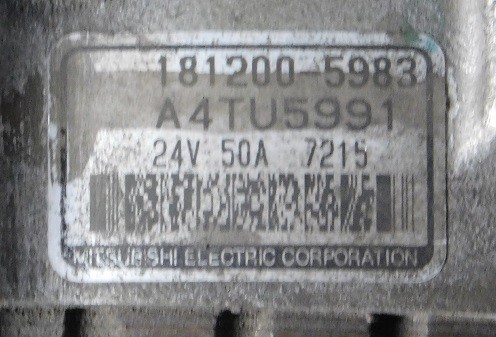 181200-5983
A4TU5991
24V 50A 7215
MITSUBISHI ELECTRIC CORPORATION